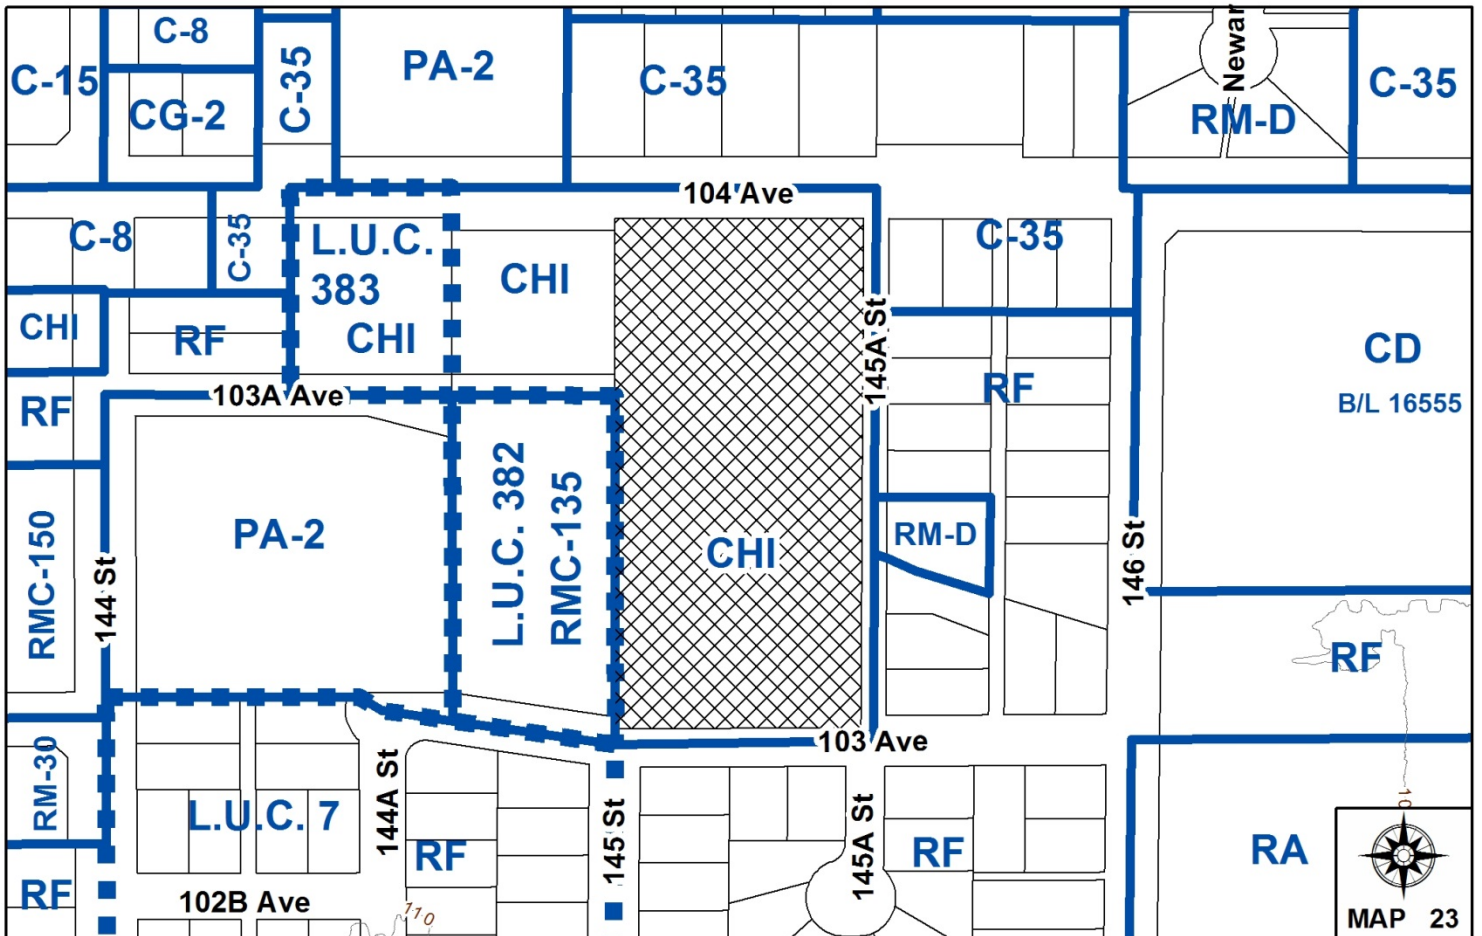 C-8
C-15
CG-2
C-35
PA-2
C-35
Newar
RM-D
C-35
104 Ave
C-8
C-35
L.U.C.
383
CHI
CHI
C-35
CHI
RF
145A St
RF
CD
B/L 16555
RF
103A Ave
PA-2
L.U.C. 382
RMC-135
CHI
RM-D
146 St
RMC-150
144 St
RF
103 Ave
RM-30
L.U.C. 7
144A St
RF
145 St
145A St
RF
RA
10
RF
102B Ave
110
MAP 23